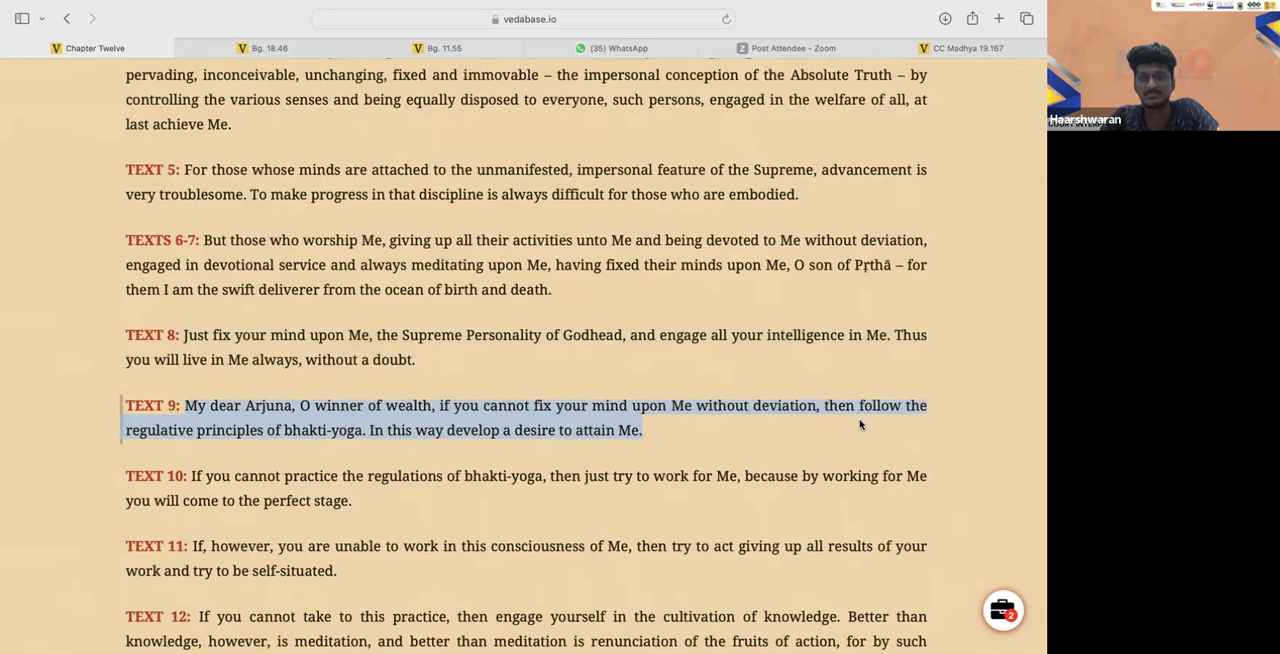 vedabase.io
Chapter Twelve
Bg. 18.46
Bg. 11.55
(35) WhatsApp
Post Attendee - Zoom
CC Madhya 19.167
pervading, inconceivable, unchanging, fixed and immovable – the impersonal conception of the Absolute Truth – by
controlling the various senses and being equally disposed to everyone, such persons, engaged in the welfare of all, at
last achieve Me.
TEXT 5: For those whose minds are attached to the unmanifested, impersonal feature of the Supreme, advancement is
very troublesome. To make progress in that discipline is always difficult for those who are embodied.
TEXTS 6-7: But those who worship Me, giving up all their activities unto Me and being devoted to Me without deviation,
engaged in devotional service and always meditating upon Me, having fixed their minds upon Me, O son of Pṛthā – for
them I am the swift deliverer from the ocean of birth and death.
TEXT 8: Just fix your mind upon Me, the Supreme Personality of Godhead, and engage all your intelligence in Me. Thus
you will live in Me always, without a doubt.
TEXT 9: My dear Arjuna, O winner of wealth, if you cannot fix your mind upon Me without deviation, then follow the
regulative principles of bhakti-yoga. In this way develop a desire to attain Me.
TEXT 10: If you cannot practice the regulations of bhakti-yoga, then just try to work for Me, because by working for Me
you will come to the perfect stage.
TEXT 11: If, however, you are unable to work in this consciousness of Me, then try to act giving up all results of your
work and try to be self-situated.
TEXT 12: If you cannot take to this practice, then engage yourself in the cultivation of knowledge. Better than
knowledge, however, is meditation, and better than meditation is renunciation of the fruits of action, for by such
2
Haarshwaran